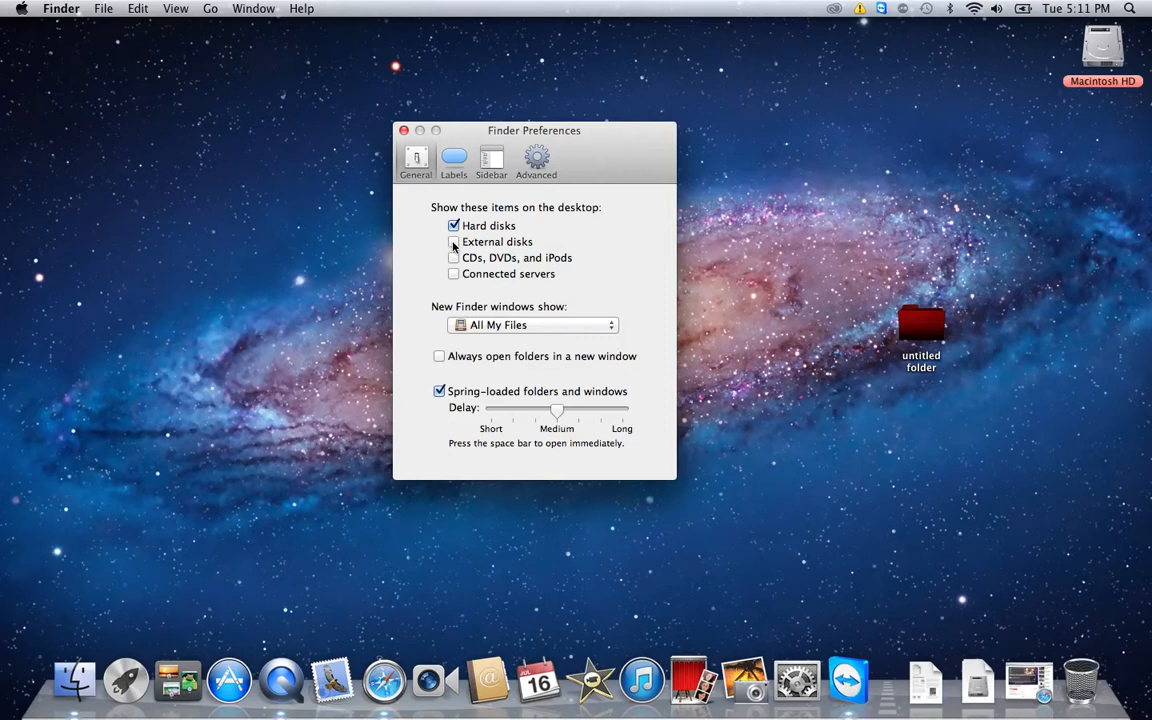 Finder File Edit View Go Window Help Tue 5:11 PM
Macintosh HD
Finder Preferences
General Labels Sidebar Advanced
Show these items on the desktop:
Hard disks
External disks
CDs, DVDs, and iPods
Connected servers
New Finder windows show:
All My Files
untitled
folder
Always open folders in a new window
Spring-loaded folders and windows
Delay:
Short Medium Long
Press the space bar to open immediately.
JUL
16